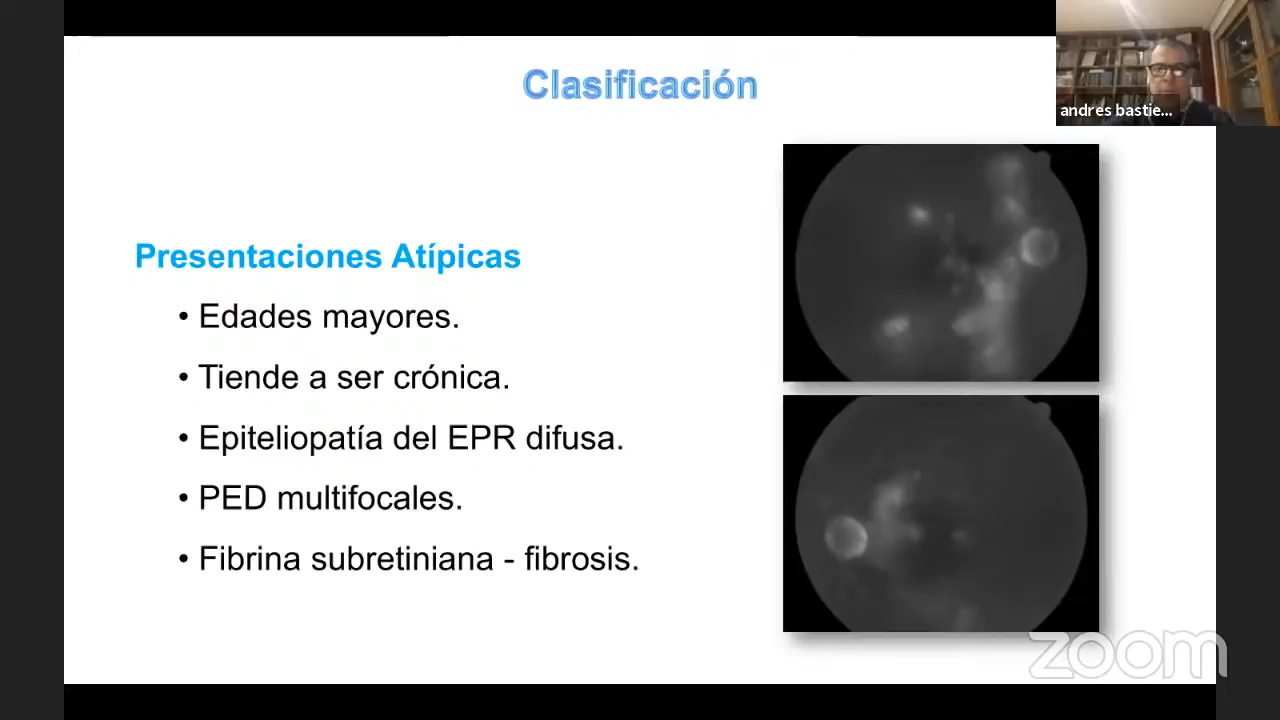 Clasificación
andres bastie...
Presentaciones Atípicas
• Edades mayores.
• Tiende a ser crónica.
• Epiteliopatía del EPR difusa.
• PED multifocales.
• Fibrina subretiniana - fibrosis.
zoom